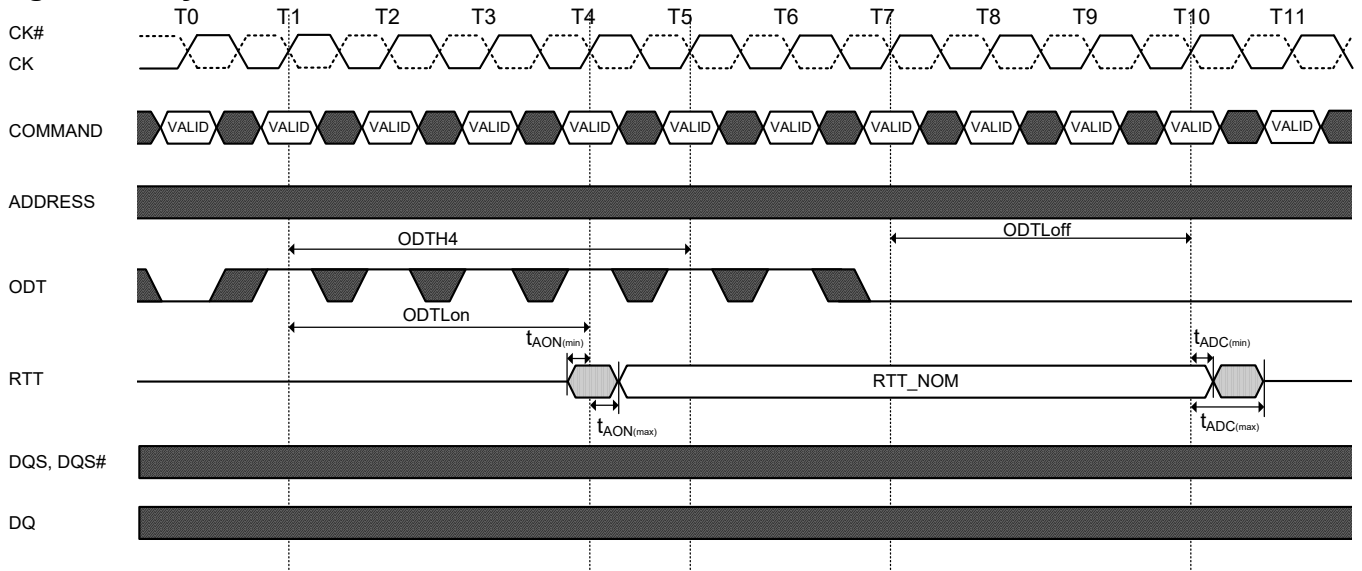 T0 T1 T2 T3 T4 T5 T6 T7 T8 T9 T10 T11
CK#
CK
COMMAND VALID VALID VALID VALID VALID VALID VALID VALID VALID VALID VALID VALID
ADDRESS
ODTH4 ODTLoff
ODT
ODTLon
tAON(min) tADC(min)
RTT RTT_NOM
tAON(max) tADC(max)
DQS, DQS#
DQ